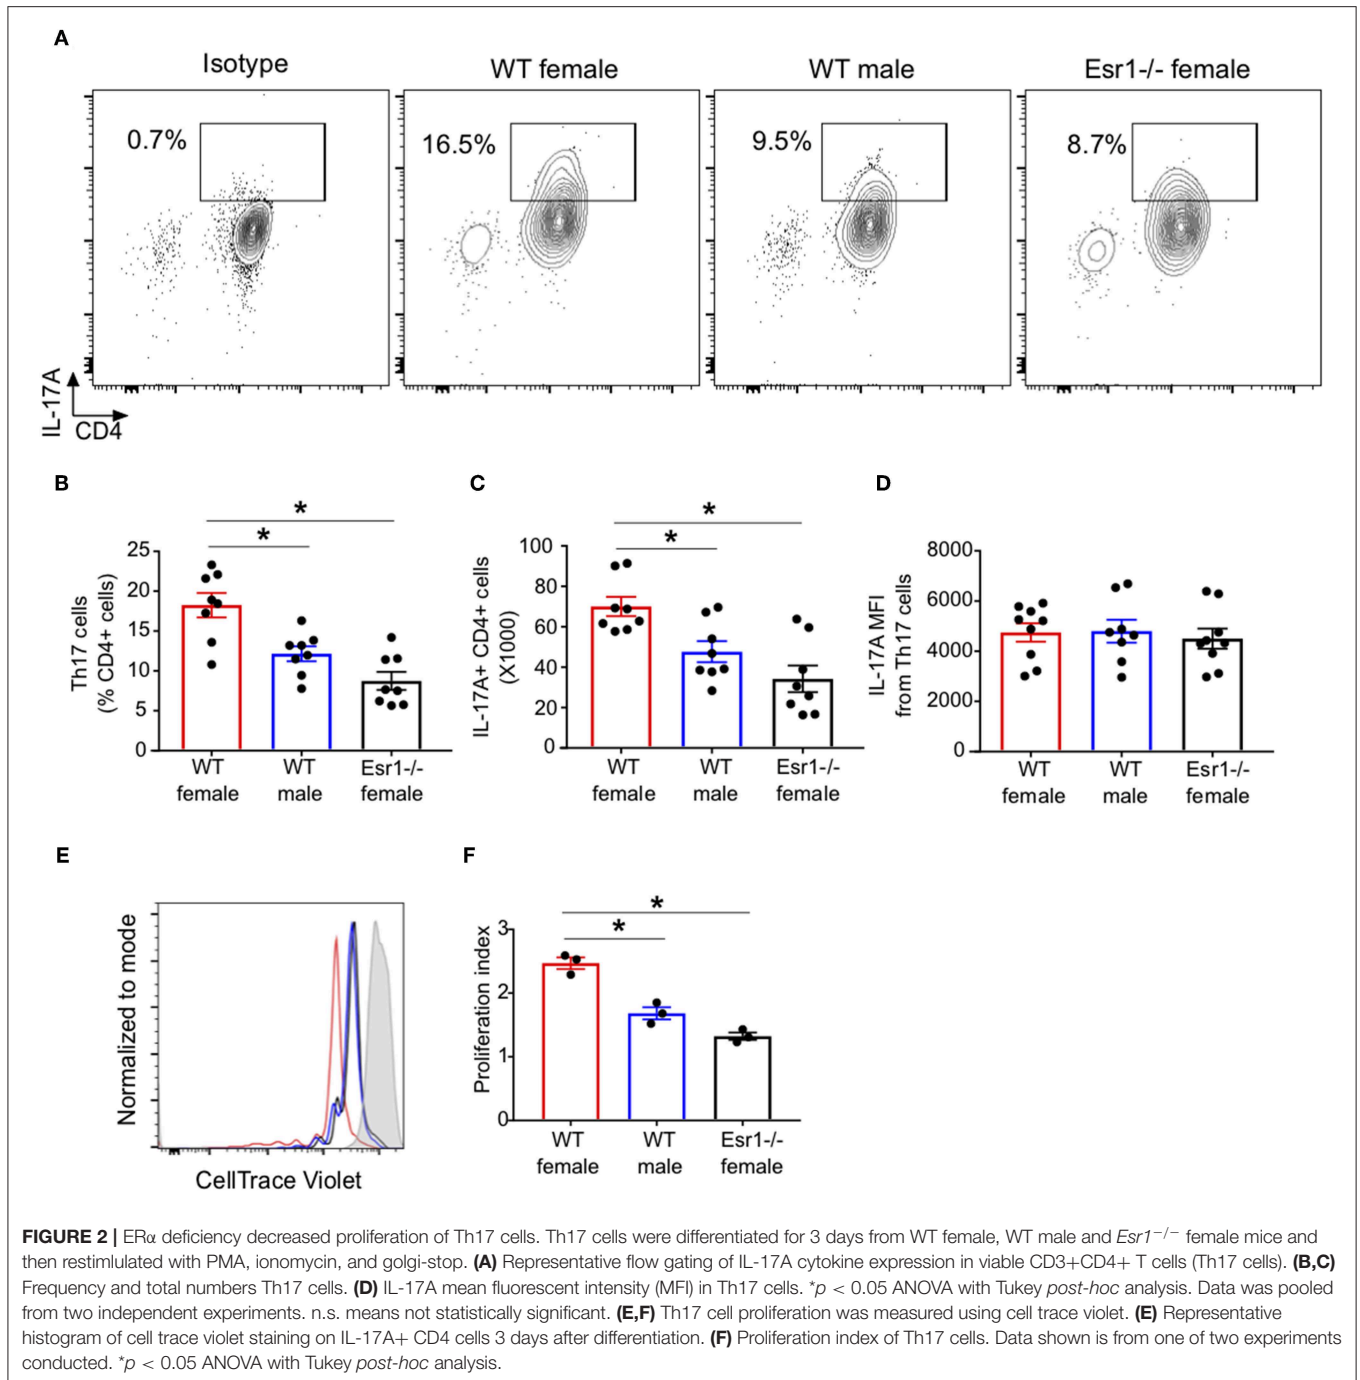 A
Isotype
WT female
WT male
Esr1-/- female
0.7%
16.5%
9.5%
8.7%
IL-17A
CD4
B
Th17 cells
(% CD4+ cells)
25
20
15
10
5
0
*
*
WT
female
WT
male
Esr1-/-
female
C
IL-17A+ CD4+ cells
(X1000)
100
80
60
40
20
0
*
*
WT
female
WT
male
Esr1-/-
female
D
IL-17A MFI
from Th17 cells
8000
6000
4000
2000
0
WT
female
WT
male
Esr1-/-
female
E
Normalized to mode
CellTrace Violet
F
Proliferation index
3
2
1
0
*
*
WT
female
WT
male
Esr1-/-
female
FIGURE 2 | ERα deficiency decreased proliferation of Th17 cells. Th17 cells were differentiated for 3 days from WT female, WT male and Esr1−/− female mice and
then restimlulated with PMA, ionomycin, and golgi-stop. (A) Representative flow gating of IL-17A cytokine expression in viable CD3+CD4+ T cells (Th17 cells). (B,C)
Frequency and total numbers Th17 cells. (D) IL-17A mean fluorescent intensity (MFI) in Th17 cells. *p < 0.05 ANOVA with Tukey post-hoc analysis. Data was pooled
from two independent experiments. n.s. means not statistically significant. (E,F) Th17 cell proliferation was measured using cell trace violet. (E) Representative
histogram of cell trace violet staining on IL-17A+ CD4 cells 3 days after differentiation. (F) Proliferation index of Th17 cells. Data shown is from one of two experiments
conducted. *p < 0.05 ANOVA with Tukey post-hoc analysis.